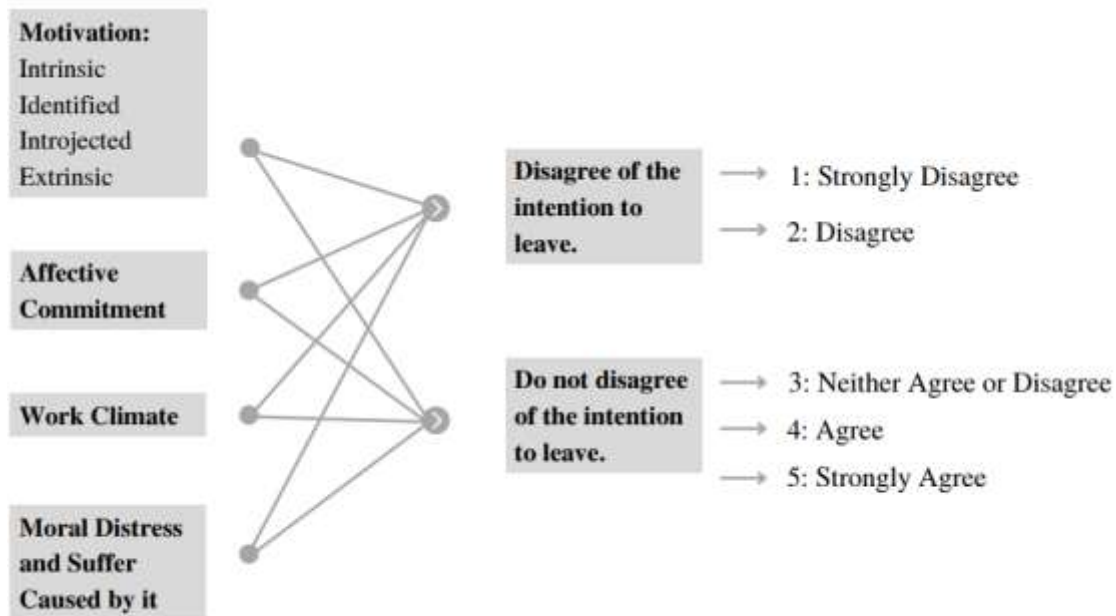 Motivation:
Intrinsic
Identified
Introjected
Extrinsic
Affective
Commitment
Work Climate
Moral Distress
and Suffer
Caused by it
Disagree of the
intention to
leave.
1: Strongly Disagree
2: Disagree
Do not disagree
of the intention
to leave.
3: Neither Agree or Disagree
4: Agree
5: Strongly Agree